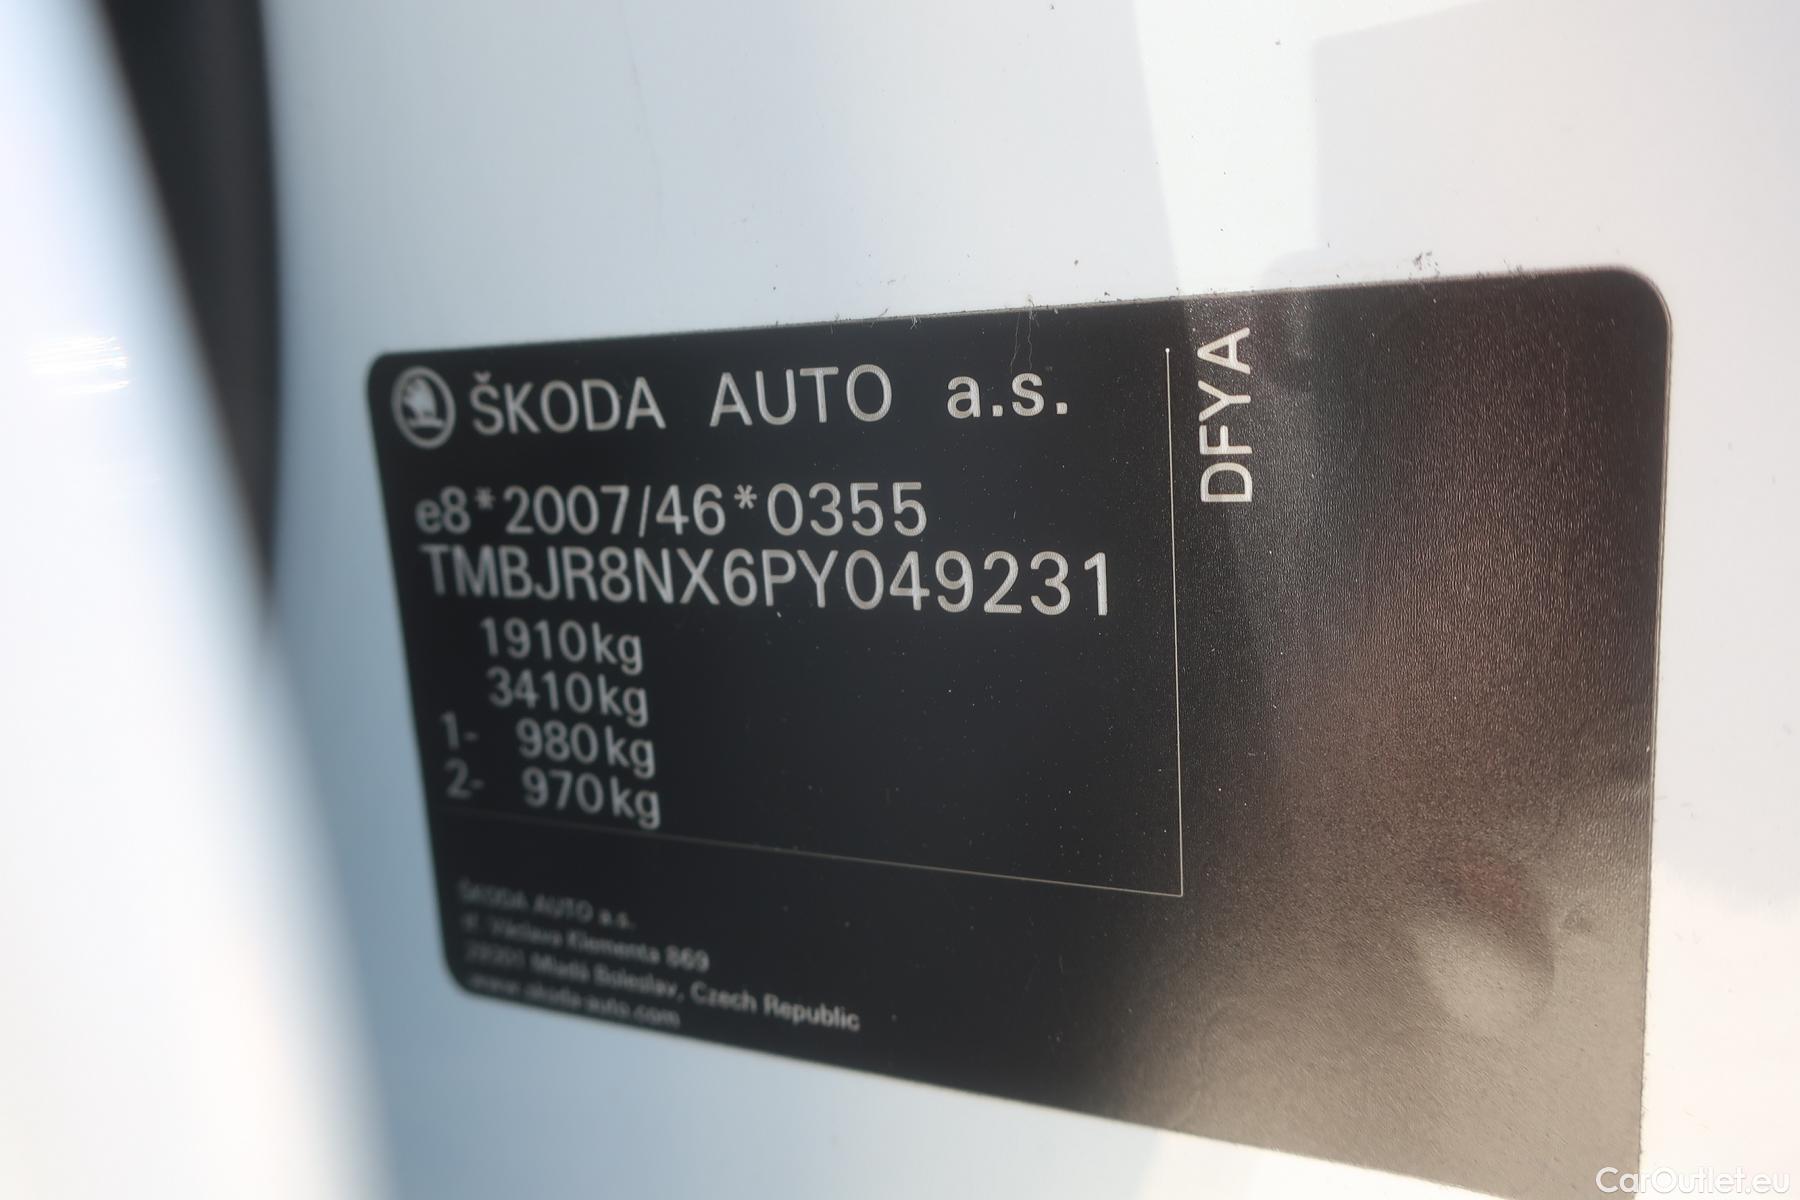 ŠKODA AUTO a.s.
e8*2007/46*0355
TMBJR8NX6PY049231
1910kg
3410kg
1- 980kg
2- 970kg
DFYA
ŠKODA AUTO a.s.
tř. Václava Klementa 869
29301 Mladá Boleslav, Czech Republic
www.skoda-auto.com
CarOutlet.eu